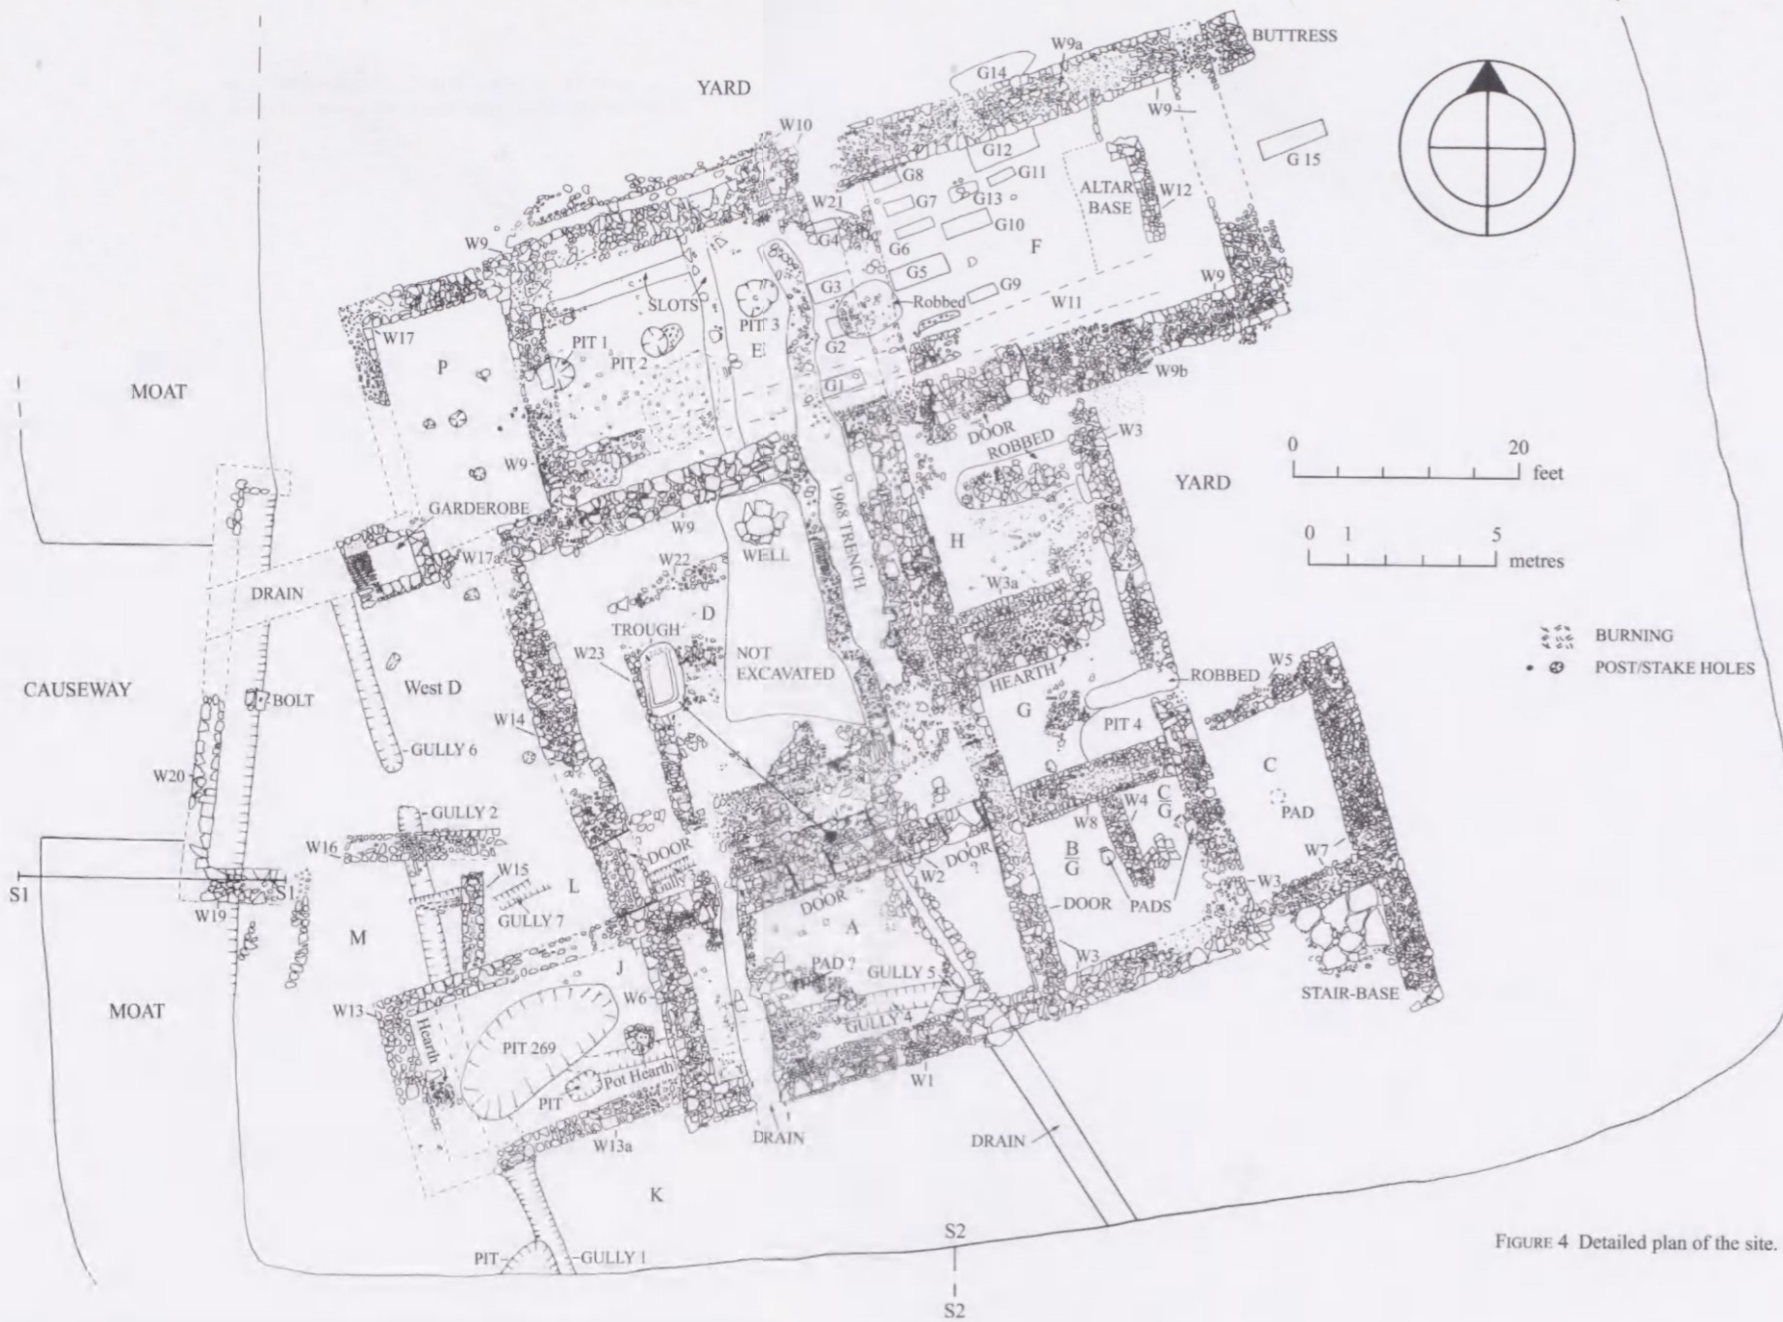 BUTTRESS
W9a
G14
YARD
W9
W10
G15
G12
G8
G11
W21
G7
G13
ALTAR
BASE
W12
G4
G10
G6
F
W9
G5
W9
G3
G9
SLOTS
Robbed
W11
W17
PIT 3
PIT 1
G2
E
P
PIT 2
MOAT
W9b
G1
DOOR
W3
ROBBED
0
20
feet
W9
YARD
1968 TRENCH
GARDEROBE
W9
0
1
5
metres
WELL
H
W17a
W22
W3a
DRAIN
D
TROUGH
BURNING
W23
NOT
EXCAVATED
W5
POST/STAKE HOLES
HEARTH
ROBBED
CAUSEWAY
West D
BOLT
G
W14
PIT 4
GULLY 6
C
W20
C
G
W4
PAD
GULLY 2
W8
W16
DOOR
B
G
W7
DOOR
?
W2
W15
L
Gully 3
S1
S1
W3
DOOR
GULLY 7
DOOR
PADS
W19
M
A
W3
J
PAD ?
GULLY 5
STAIR-BASE
W6
W13
MOAT
GULLY 4
Hearth
PIT 269
Pot Hearth
W1
PIT
W13a
DRAIN
DRAIN
K
S2
FIGURE 4 Detailed plan of the site.
PIT
GULLY 1
S2